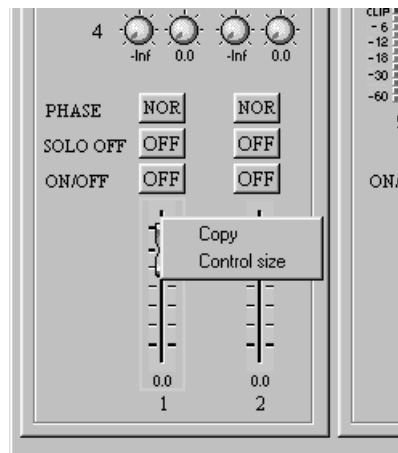 CLIP
-6
4
-12
-Inf 0.0 -Inf 0.0
-18
-30
-60
PHASE NOR NOR
SOLO OFF OFF OFF
ON/OFF OFF OFF
ON/
Copy
Control size
0.0 0.0
1 2